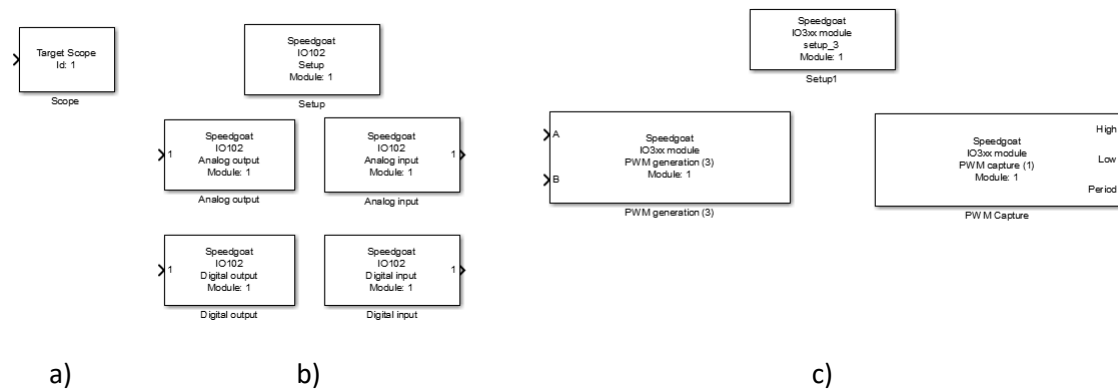 Target Scope
Id: 1
Scope
Speedgoat
IO102
Setup
Module: 1
Setup
1
Speedgoat
IO102
Analog output
Module: 1
Analog output
Speedgoat
IO102
Analog input
Module: 1
1
Analog input
1
Speedgoat
IO102
Digital output
Module: 1
Digital output
Speedgoat
IO102
Digital input
Module: 1
1
Digital input
Speedgoat
IO3xx module
setup_3
Module: 1
Setup1
A
B
Speedgoat
IO3xx module
PWM generation (3)
Module: 1
PWM generation (3)
Speedgoat
IO3xx module
PWM capture (1)
Module: 1
High
Low
Period
PWM Capture
a)
b)
c)